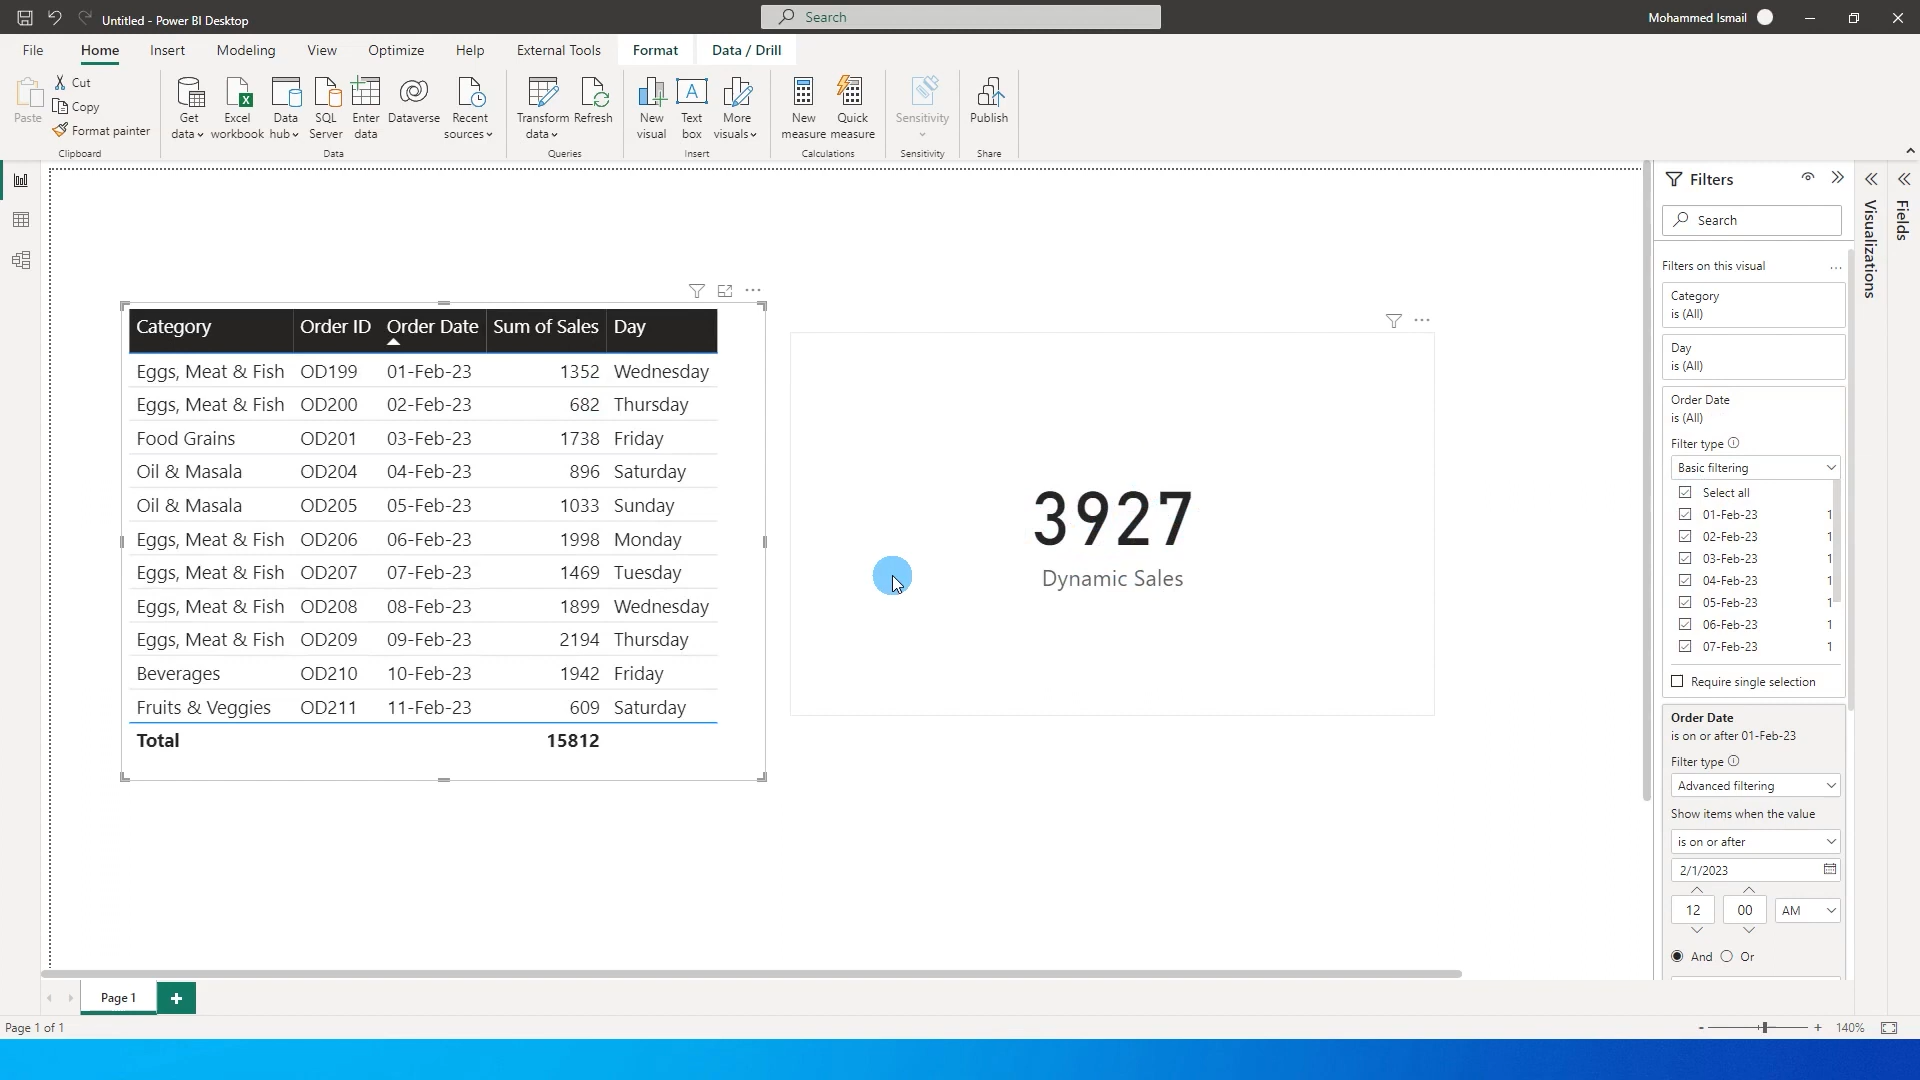 Untitled - Power BI Desktop
Search
Mohammed Ismail
File Home Insert Modeling View Optimize Help External Tools Format Data / Drill
Paste
Cut
Copy
Format painter
Clipboard
Get data
Excel workbook
Data hub
SQL Server
Enter data
Dataverse
Recent sources
Data
Transform data
Refresh
Queries
New visual
Text box
More visuals
Insert
New measure
Quick measure
Calculations
Sensitivity
Sensitivity
Publish
Share
Category Order ID Order Date Sum of Sales Day
Eggs, Meat & Fish OD199 01-Feb-23 1352 Wednesday
Eggs, Meat & Fish OD200 02-Feb-23 682 Thursday
Food Grains OD201 03-Feb-23 1738 Friday
Oil & Masala OD204 04-Feb-23 896 Saturday
Oil & Masala OD205 05-Feb-23 1033 Sunday
Eggs, Meat & Fish OD206 06-Feb-23 1998 Monday
Eggs, Meat & Fish OD207 07-Feb-23 1469 Tuesday
Eggs, Meat & Fish OD208 08-Feb-23 1899 Wednesday
Eggs, Meat & Fish OD209 09-Feb-23 2194 Thursday
Beverages OD210 10-Feb-23 1942 Friday
Fruits & Veggies OD211 11-Feb-23 609 Saturday
Total 15812
3927
Dynamic Sales
Filters
Search
Filters on this visual
Category
is (All)
Day
is (All)
Order Date
is (All)
Filter type
Basic filtering
Select all
01-Feb-23 1
02-Feb-23 1
03-Feb-23 1
04-Feb-23 1
05-Feb-23 1
06-Feb-23 1
07-Feb-23 1
Require single selection
Order Date
is on or after 01-Feb-23
Filter type
Advanced filtering
Show items when the value
is on or after
2/1/2023
12 00 AM
And Or
Visualizations
Fields
Page 1
Page 1 of 1
- + 140%